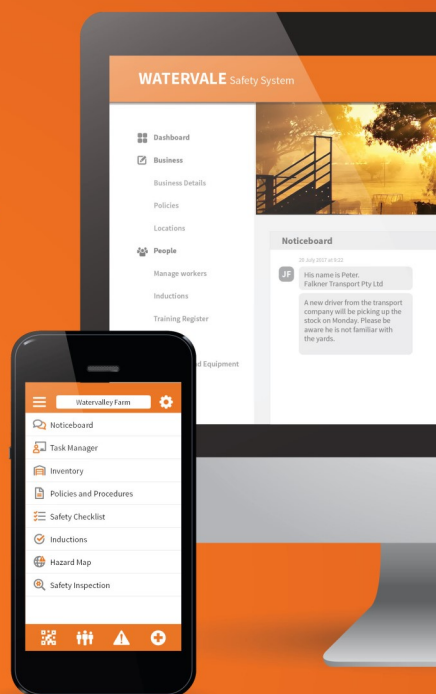 WATERVALE Safety System
Dashboard
Business
Business Details
Policies
Locations
People
Manage workers
Inductions
Training Register
d Equipment
Noticeboard
JF
His name is Peter.
Falkner Transport Pty Ltd
A new driver from the transport
company will be picking up the
stock on Monday. Please be
aware he is not familiar with
the yards.
Watervalley Farm
Noticeboard
Task Manager
Inventory
Policies and Procedures
Safety Checklist
Inductions
Hazard Map
Safety Inspection